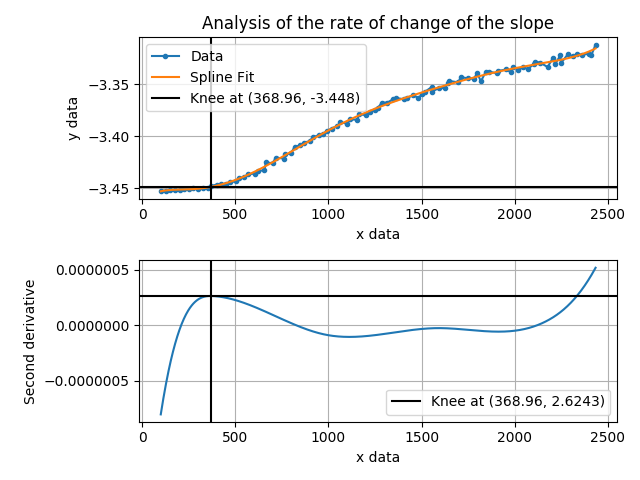 Analysis of the rate of change of the slope
Data
Spline Fit
Knee at (368.96, -3.448)
y data
−3.35
−3.40
−3.45
0 500 1000 1500 2000 2500
x data
Second derivative
0.0000005
0.0000000
−0.0000005
Knee at (368.96, 2.6243)
0 500 1000 1500 2000 2500
x data